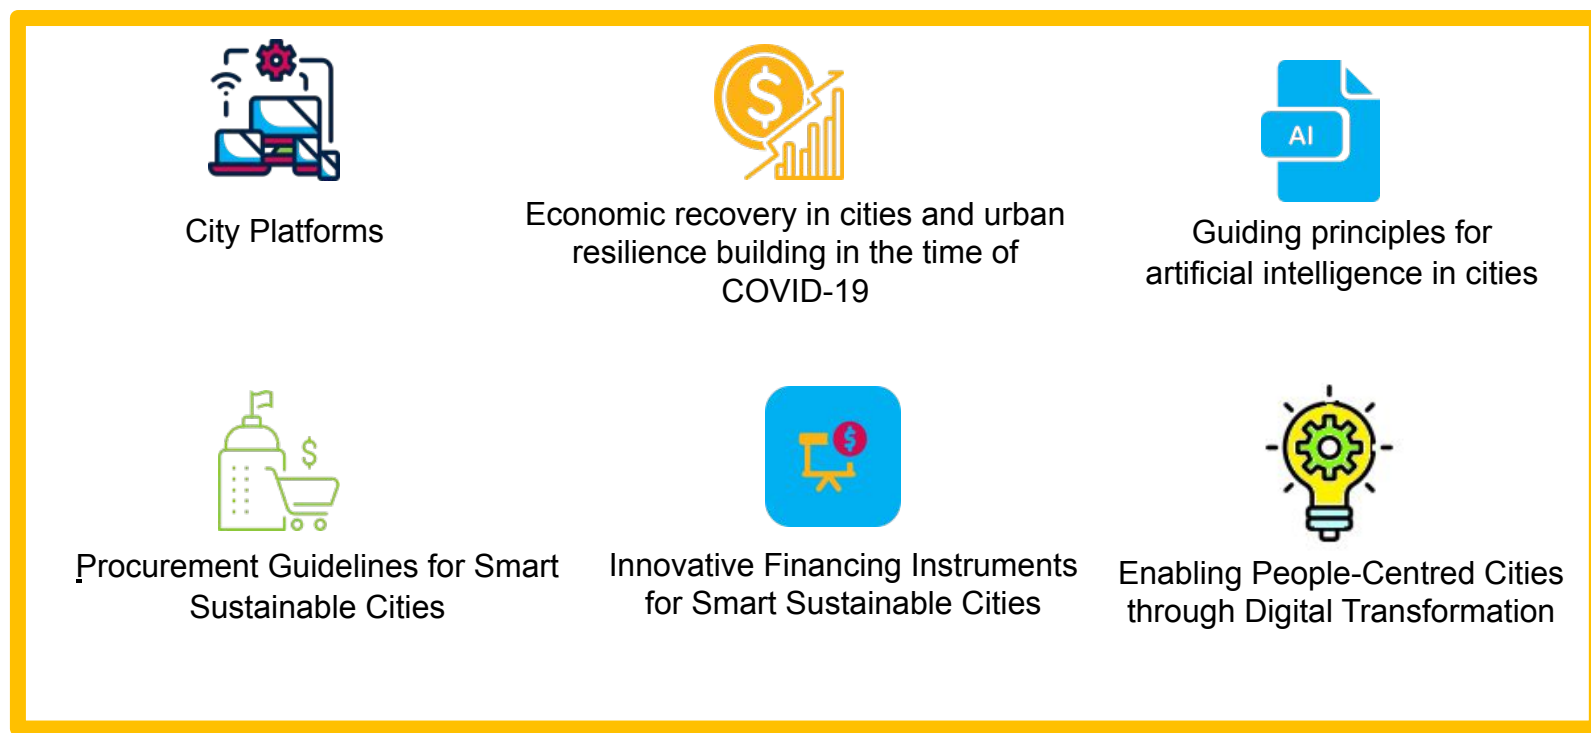 City Platforms
Economic recovery in cities and urban
resilience building in the time of
COVID-19
AI
Guiding principles for
artificial intelligence in cities
$
$
Procurement Guidelines for Smart
Sustainable Cities
$
Innovative Financing Instruments
for Smart Sustainable Cities
Enabling People-Centred Cities
through Digital Transformation